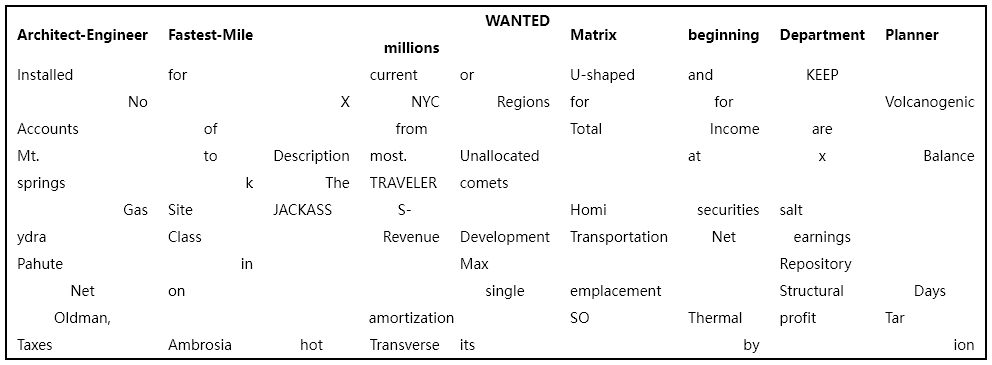 Architect-Engineer Fastest-Mile millions WANTED Matrix beginning Department Planner
Installed for current or U-shaped and KEEP
No X NYC Regions for for Volcanogenic
Accounts of from Total Income are
Mt. to Description most. Unallocated at x Balance
springs k The TRAVELER comets
Gas Site JACKASS S- Homi securities salt
ydra Class Revenue Development Transportation Net earnings
Pahute in Max Repository
Net on single emplacement Structural Days
Oldman, amortization SO Thermal profit Tar
Taxes Ambrosia hot Transverse its by ion